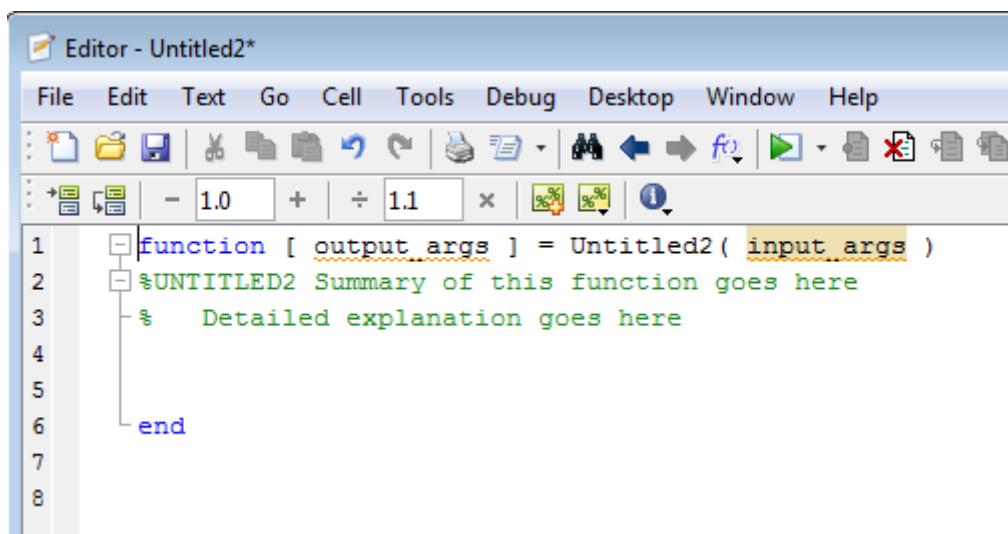 Editor - Untitled2*
File Edit Text Go Cell Tools Debug Desktop Window Help
− 1.0 + ÷ 1.1 ×
1 function [ output_args ] = Untitled2( input_args )
2 %UNTITLED2 Summary of this function goes here
3 %   Detailed explanation goes here
4
5
6 end
7
8